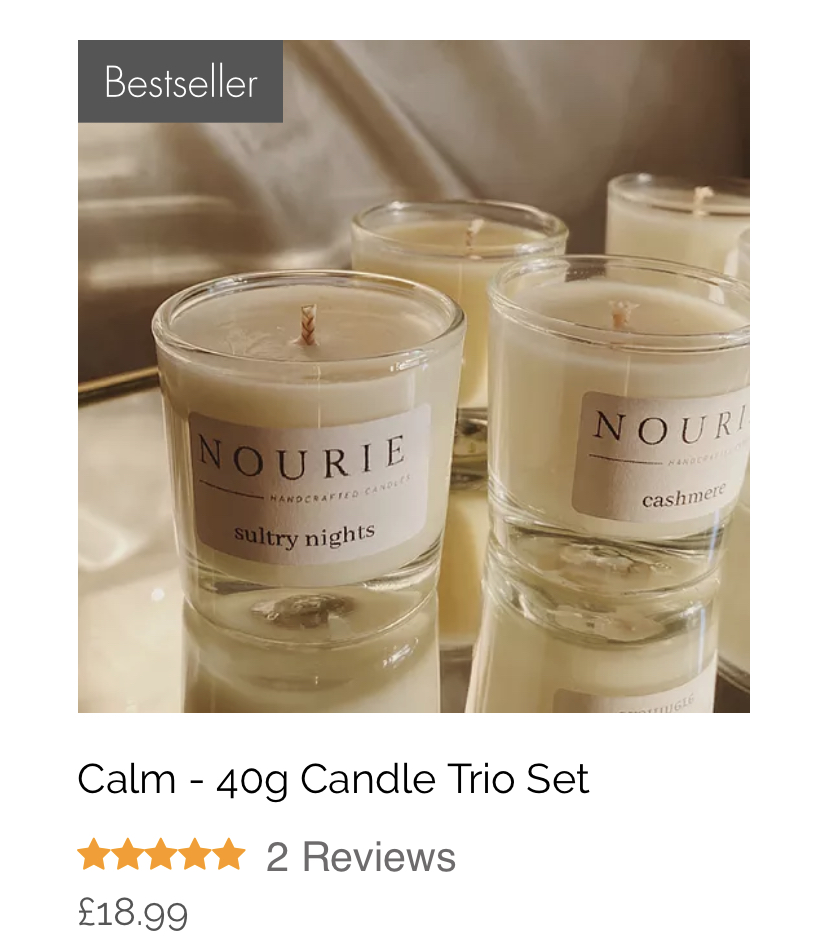 Bestseller
NOURIE
HANDCRAFTED CANDLES
sultry nights
NOURI
cashmere
Calm - 40g Candle Trio Set
2 Reviews
£18.99